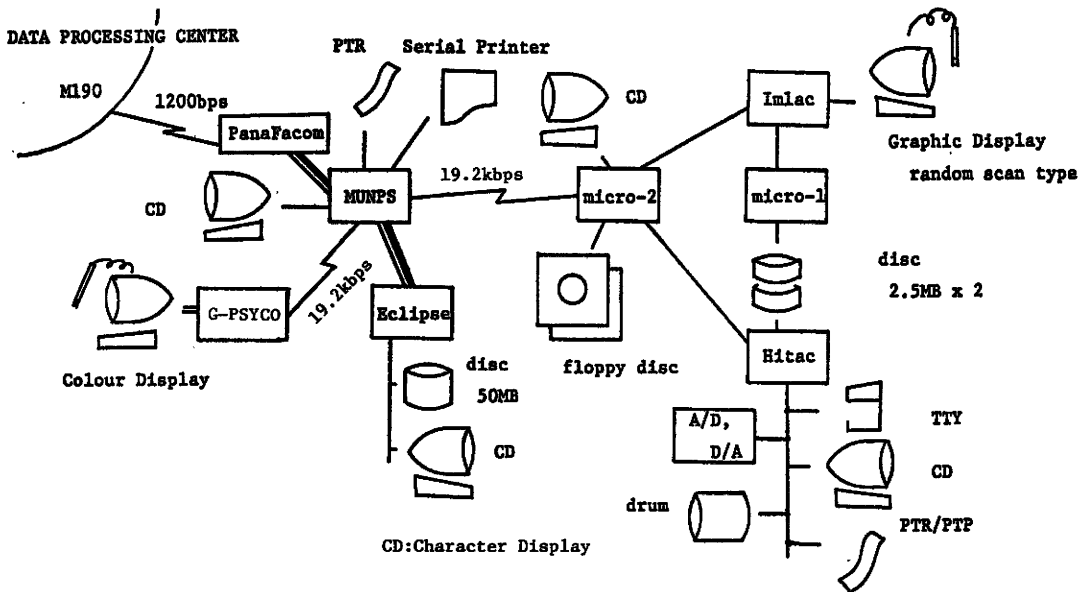 DATA PROCESSING CENTER
M190
1200bps
PanaFacom
PTR
Serial Printer
CD
Imlac
Graphic Display
random scan type
CD
MUNPS
19.2kbps
micro-2
micro-1
disc
2.5MB x 2
19.2kbps
G-PSYCO
Colour Display
Eclipse
disc
50MB
CD
floppy disc
Hitac
A/D,
D/A
TTY
CD
drum
PTR/PTP
CD:Character Display